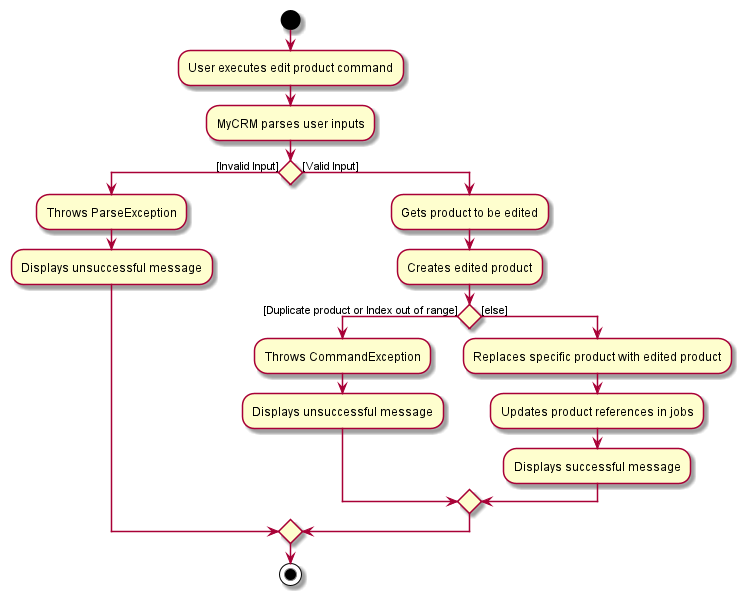 User executes edit product command
MyCRM parses user inputs
[Invalid Input]
[Valid Input]
Throws ParseException
Displays unsuccessful message
Gets product to be edited
Creates edited product
[Duplicate product or Index out of range]
[else]
Throws CommandException
Displays unsuccessful message
Replaces specific product with edited product
Updates product references in jobs
Displays successful message